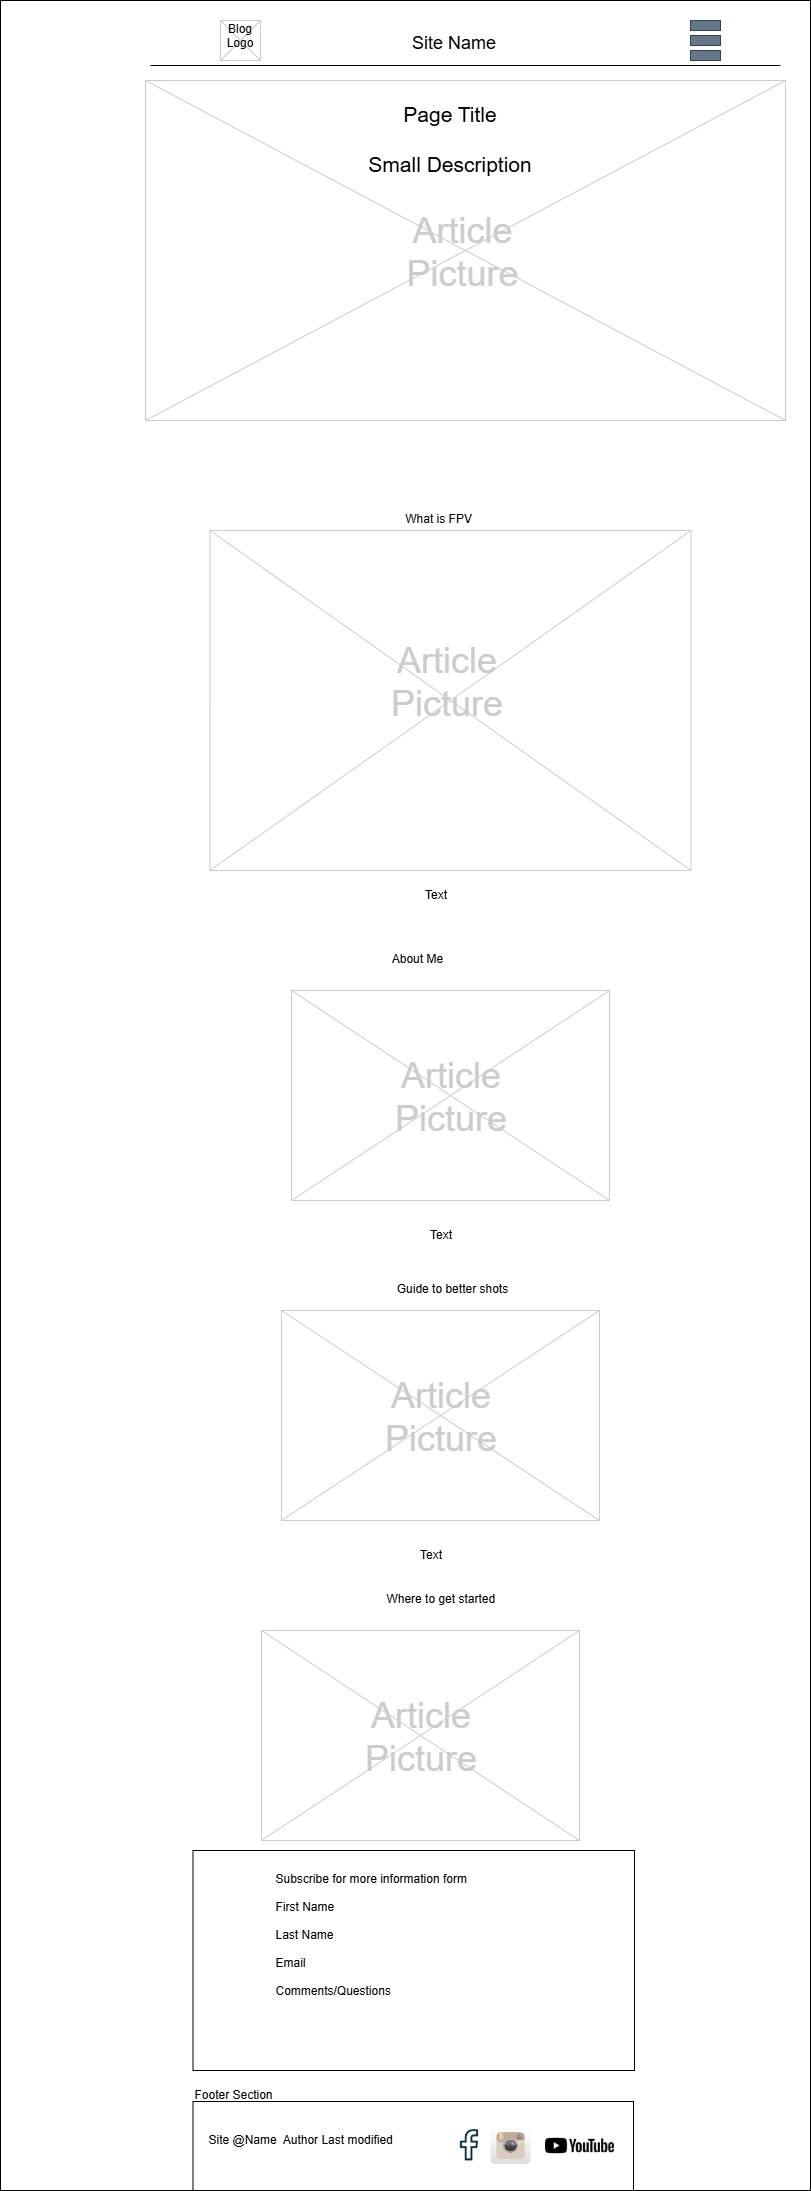 Blog
Logo
Site Name
Page Title
Small Description
Article
Picture
What is FPV
Article
Picture
Text
About Me
Article
Picture
Text
Guide to better shots
Article
Picture
Text
Where to get started
Article
Picture
Subscribe for more information form
First Name
Last Name
Email
Comments/Questions
Footer Section
Site @Name  Author Last modified
YouTube